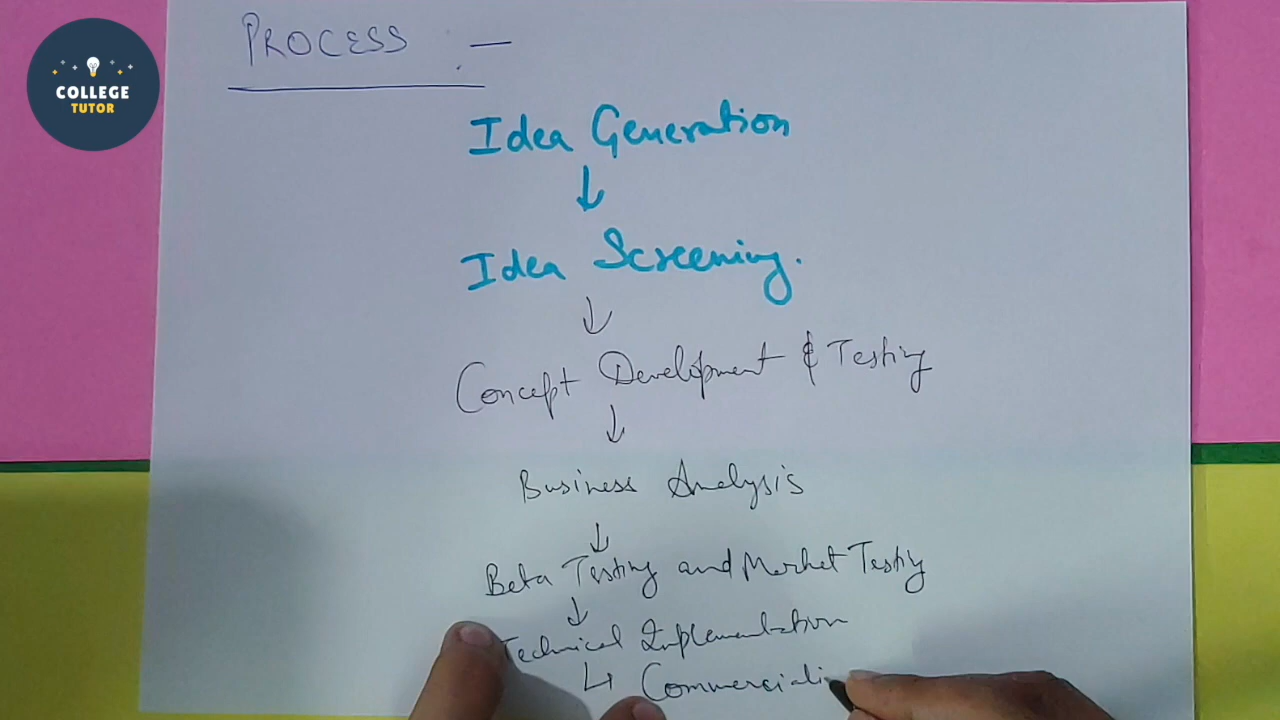 COLLEGE
TUTOR
PROCESS :-
Idea Generation
↓
Idea Screening.
↓
Concept Development & Testing
↓
Business Analysis
↓
Beta Testing and Market Testing
↓
Technical Implementation
↳ Commerciali